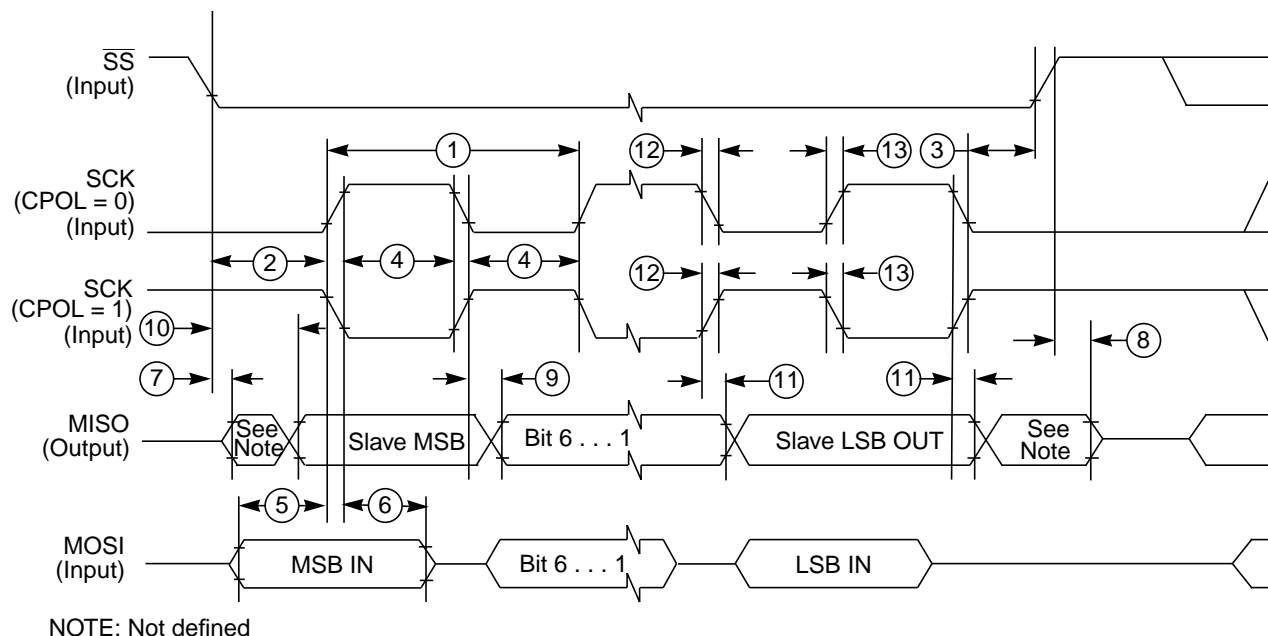 SS
(Input)
1
12
13
3
SCK
(CPOL = 0)
(Input)
2
4
4
12
13
SCK
(CPOL = 1)
(Input)
10
8
7
9
11
11
MISO
(Output)
See
Note
Slave MSB
Bit 6 . . . 1
Slave LSB OUT
See
Note
5
6
MOSI
(Input)
MSB IN
Bit 6 . . . 1
LSB IN
NOTE: Not defined